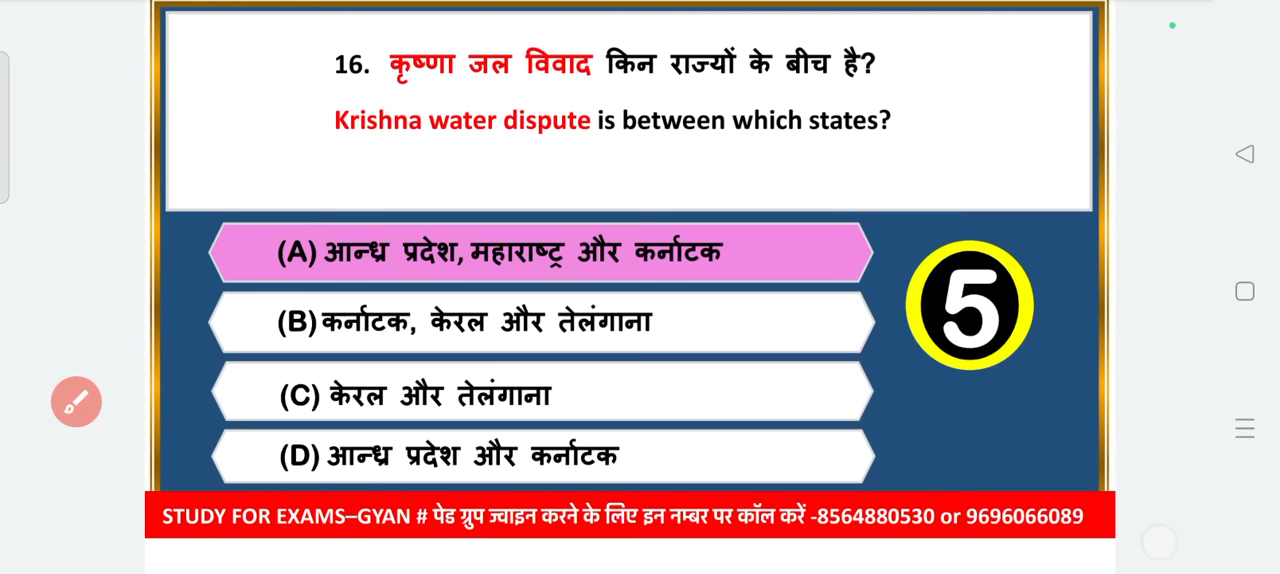 16. कृष्णा जल विवाद किन राज्यों के बीच है?
Krishna water dispute is between which states?
(A) आन्ध्र प्रदेश, महाराष्ट्र और कर्नाटक
(B) कर्नाटक, केरल और तेलंगाना
(C) केरल और तेलंगाना
(D) आन्ध्र प्रदेश और कर्नाटक
5
STUDY FOR EXAMS–GYAN # पेड ग्रुप ज्वाइन करने के लिए इन नम्बर पर कॉल करें -8564880530 or 9696066089